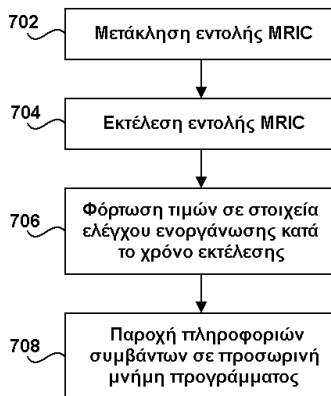 702
Μετάκληση εντολής MRIC
704
Εκτέλεση εντολής MRIC
706
Φόρτωση τιμών σε στοιχεία
ελέγχου ενοργάνωσης κατά
το χρόνο εκτέλεσης
708
Παροχή πληροφοριών
συμβάντων σε προσωρινή
μνήμη προγράμματος